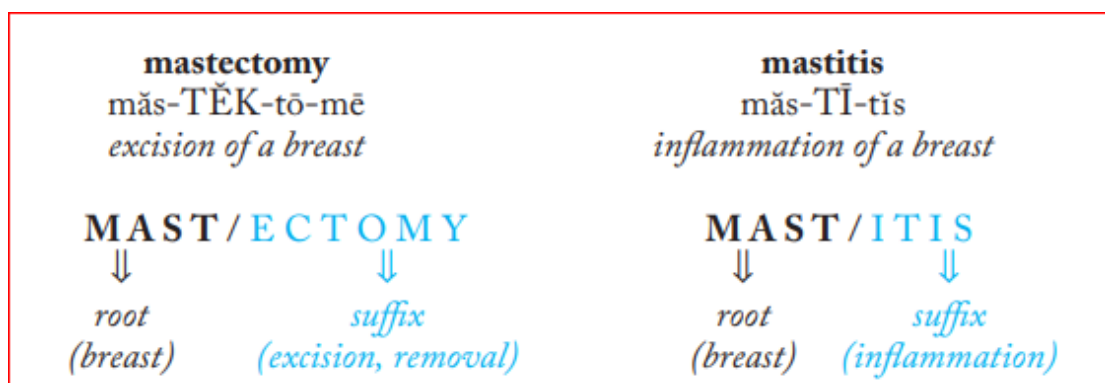 mastectomy
măs-TĔK-tō-mē
excision of a breast
MAST/ECTOMY
⇓ ⇓
root suffix
(breast) (excision, removal)
mastitis
măs-TĪ-tĭs
inflammation of a breast
MAST/ITIS
⇓ ⇓
root suffix
(breast) (inflammation)